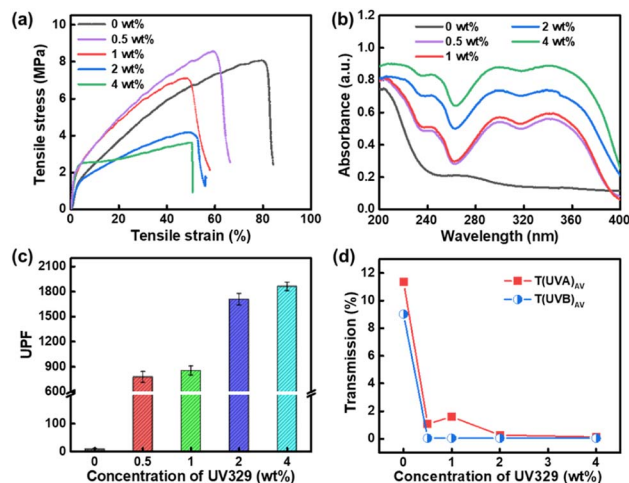 (a)
10
8
6
4
2
0
0 wt%
0.5 wt%
1 wt%
2 wt%
4 wt%
0 20 40 60 80 100
Tensile strain (%)
Tensile stress (MPa)
(b)
1.2
1.0
0.8
0.6
0.4
0.2
0.0
0 wt% 2 wt%
0.5 wt% 4 wt%
1 wt%
200 240 280 320 360 400
Wavelength (nm)
Absorbance (a.u.)
(c)
1800
1500
1200
900
600
100
0
0 0.5 1 2 4
Concentration of UV329 (wt%)
UPF
(d)
12
10
8
6
4
2
0
T(UVA)AV
T(UVB)AV
0 1 2 3 4
Concentration of UV329 (wt%)
Transmission (%)